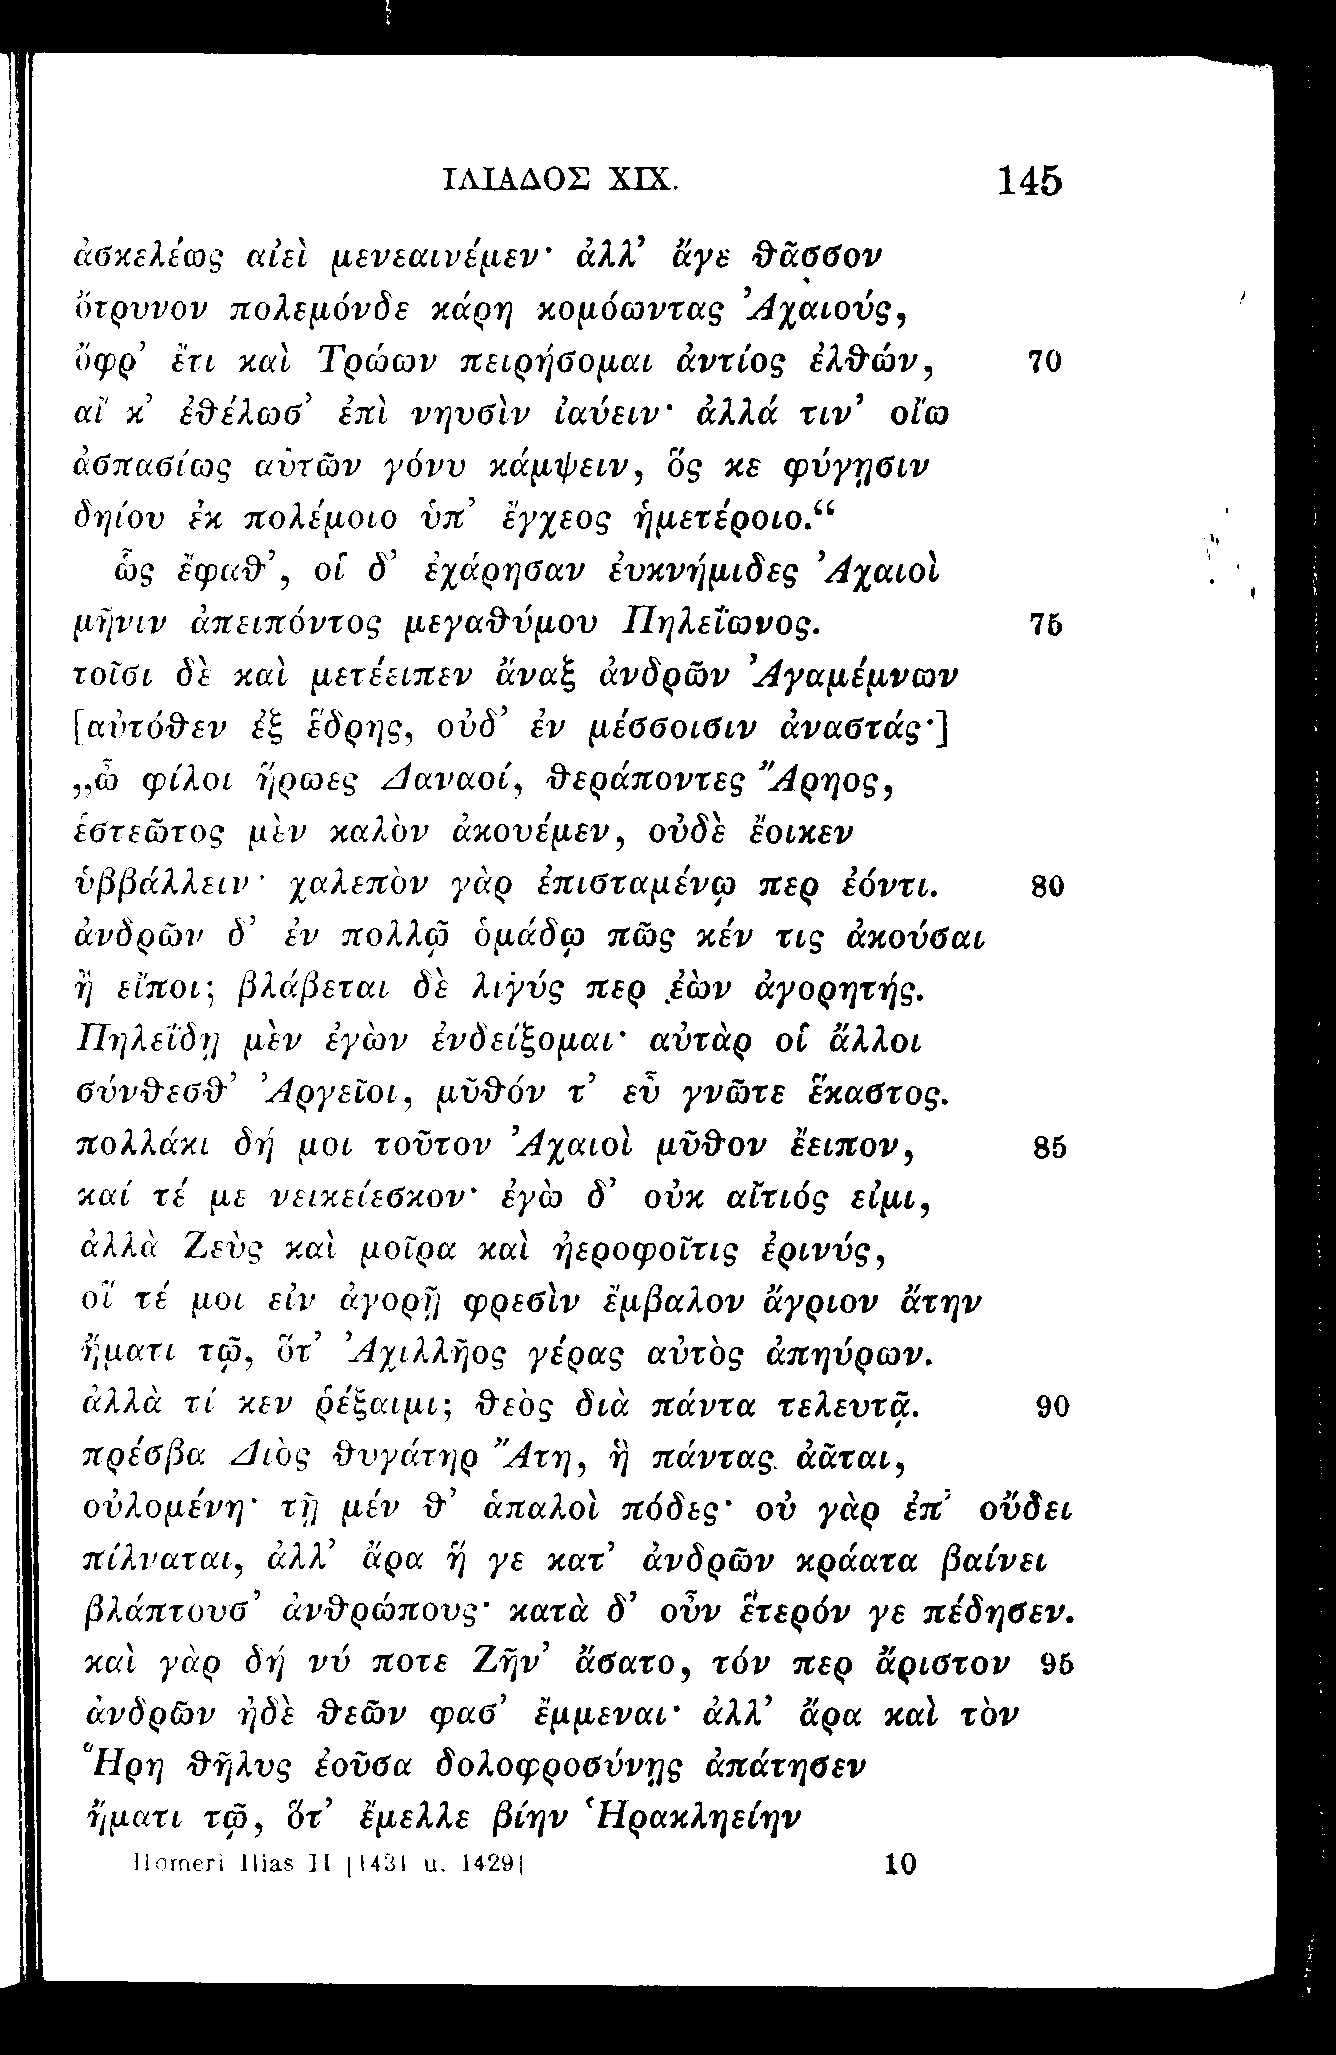 ΙΛΙΑΔΟΣ XIX. 145
ἀσκελέως αἰεὶ μενεαινέμεν· ἀλλ’ ἄγε θᾶσσον
ὄτρυνον πολεμόνδε κάρη κομόωντας Ἀχαιούς,
ὄφρ’ ἔτι καὶ Τρώων πειρήσομαι ἀντίος ἐλθών, 70
αἴ κ’ ἐθέλωσ’ ἐπὶ νηυσὶν ἰαύειν· ἀλλά τιν’ οἴω
ἀσπασίως αὐτῶν γόνυ κάμψειν, ὅς κε φύγῃσιν
δηίου ἐκ πολέμοιο ὑπ’ ἔγχεος ἡμετέροιο.“
ὣς ἔφαθ’, οἳ δ’ ἐχάρησαν ἐυκνήμιδες Ἀχαιοὶ
μῆνιν ἀπειπόντος μεγαθύμου Πηλεΐωνος. 75
τοῖσι δὲ καὶ μετέειπεν ἄναξ ἀνδρῶν Ἀγαμέμνων
[αὐτόθεν ἐξ ἕδρης, οὐδ’ ἐν μέσσοισιν ἀναστάς·]
„ὦ φίλοι ἥρωες Δαναοί, θεράποντες Ἄρηος,
ἑστεῶτος μὲν καλὸν ἀκουέμεν, οὐδὲ ἔοικεν
ὑββάλλειν· χαλεπὸν γὰρ ἐπισταμένῳ περ ἐόντι. 80
ἀνδρῶν δ’ ἐν πολλῷ ὁμάδῳ πῶς κέν τις ἀκούσαι
ἢ εἴποι; βλάβεται δὲ λιγύς περ ἐὼν ἀγορητής.
Πηλεΐδῃ μὲν ἐγὼν ἐνδείξομαι· αὐτὰρ οἳ ἄλλοι
σύνθεσθ’ Ἀργεῖοι, μῦθόν τ’ εὖ γνῶτε ἕκαστος.
πολλάκι δή μοι τοῦτον Ἀχαιοὶ μῦθον ἔειπον, 85
καί τέ με νεικείεσκον· ἐγὼ δ’ οὐκ αἴτιός εἰμι,
ἀλλὰ Ζεὺς καὶ μοῖρα καὶ ἠεροφοῖτις ἐρινύς,
οἵ τέ μοι εἰν ἀγορῇ φρεσὶν ἔμβαλον ἄγριον ἄτην
ἤματι τῷ, ὅτ’ Ἀχιλλῆος γέρας αὐτὸς ἀπηύρων.
ἀλλὰ τί κεν ῥέξαιμι; θεὸς διὰ πάντα τελευτᾷ. 90
πρέσβα Διὸς θυγάτηρ Ἄτη, ἣ πάντας ἀᾶται,
οὐλομένη· τῇ μέν θ’ ἁπαλοὶ πόδες· οὐ γὰρ ἐπ’ οὔδει
πίλναται, ἀλλ’ ἄρα ἥ γε κατ’ ἀνδρῶν κράατα βαίνει
βλάπτουσ’ ἀνθρώπους· κατὰ δ’ οὖν ἕτερόν γε πέδησεν.
καὶ γὰρ δή νύ ποτε Ζῆν’ ἄσατο, τόν περ ἄριστον 95
ἀνδρῶν ἠδὲ θεῶν φασ’ ἔμμεναι· ἀλλ’ ἄρα καὶ τὸν
Ἥρη θῆλυς ἐοῦσα δολοφροσύνῃς ἀπάτησεν
ἤματι τῷ, ὅτ’ ἔμελλε βίην Ἡρακληείην
Homeri Ilias II [1431 u. 1429] 10